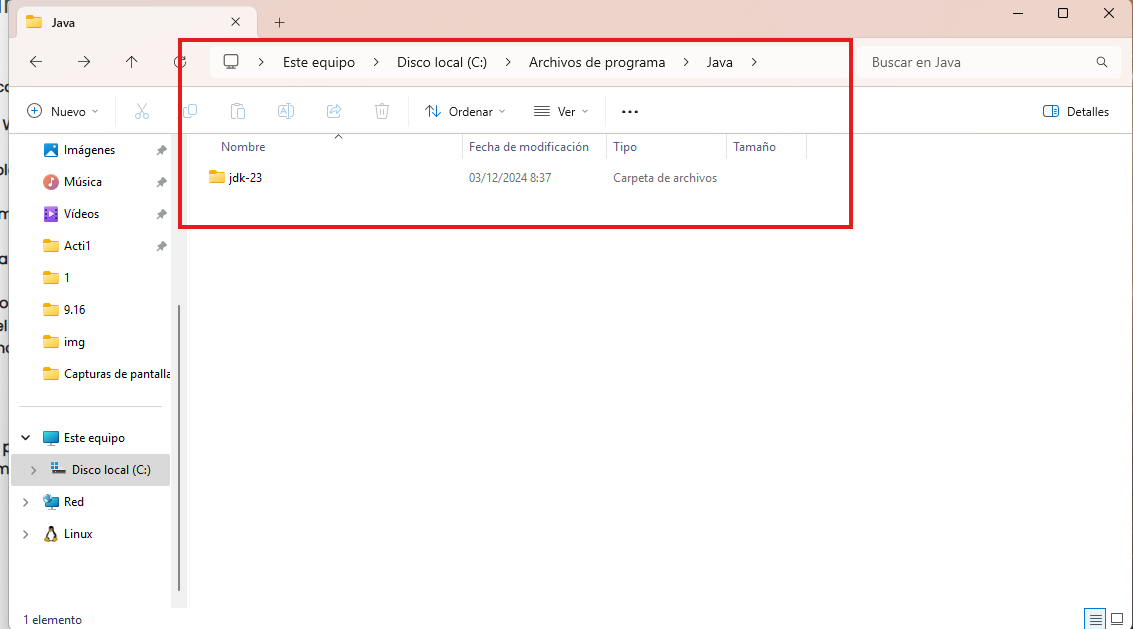 Java
Este equipo
Disco local (C:)
Archivos de programa
Java
Buscar en Java
Nuevo
Ordenar
Ver
Detalles
Nombre
Fecha de modificación
Tipo
Tamaño
jdk-23
03/12/2024 8:37
Carpeta de archivos
Imágenes
Música
Vídeos
Acti1
1
9.16
img
Capturas de pantalla
Este equipo
Disco local (C:)
Red
Linux
1 elemento